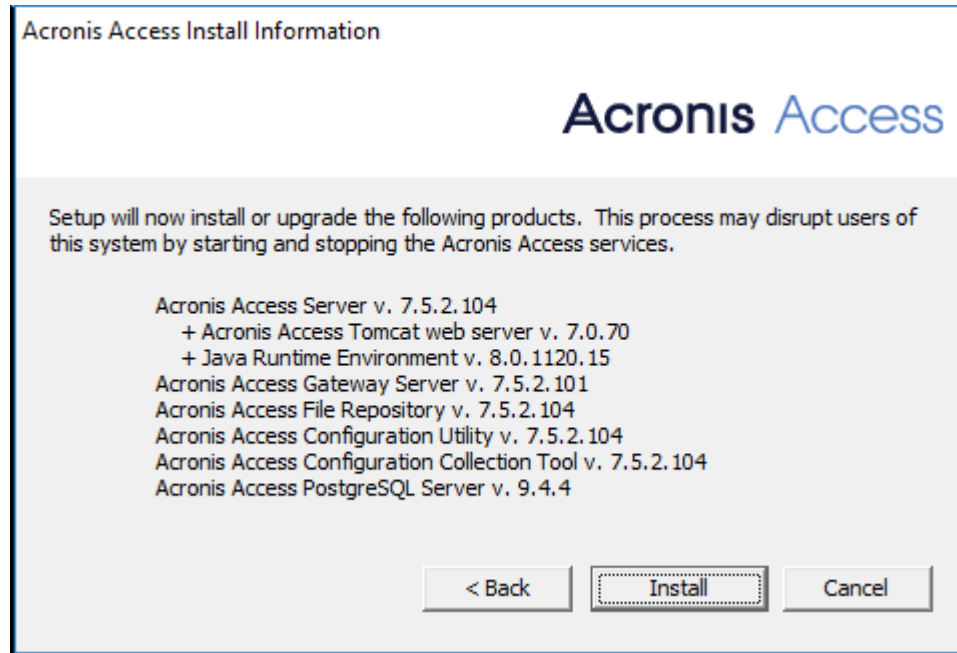 Acronis Access Install Information
Acronis Access
Setup will now install or upgrade the following products.  This process may disrupt users of
this system by starting and stopping the Acronis Access services.
Acronis Access Server v. 7.5.2.104
+ Acronis Access Tomcat web server v. 7.0.70
+ Java Runtime Environment v. 8.0.1120.15
Acronis Access Gateway Server v. 7.5.2.101
Acronis Access File Repository v. 7.5.2.104
Acronis Access Configuration Utility v. 7.5.2.104
Acronis Access Configuration Collection Tool v. 7.5.2.104
Acronis Access PostgreSQL Server v. 9.4.4
< Back Install Cancel